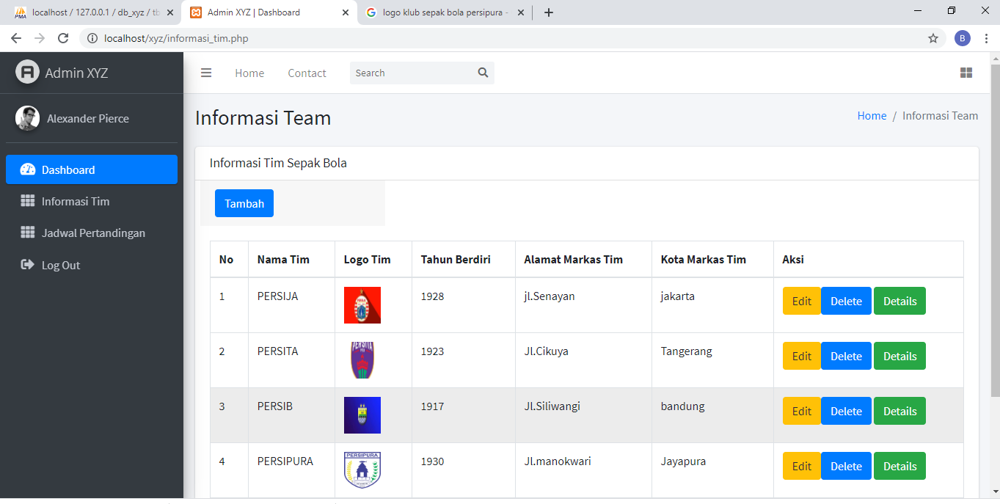 localhost / 127.0.0.1 / db_xyz / tb
Admin XYZ | Dashboard
logo klub sepak bola persipura -
localhost/xyz/informasi_tim.php
B
Admin XYZ
Home
Contact
Search
Alexander Pierce
Informasi Team
Home / Informasi Team
Dashboard
Informasi Tim
Jadwal Pertandingan
Log Out
Informasi Tim Sepak Bola
Tambah
No Nama Tim Logo Tim Tahun Berdiri Alamat Markas Tim Kota Markas Tim Aksi
1 PERSIJA 1928 jl.Senayan jakarta Edit Delete Details
2 PERSITA PERSITA 1923 Jl.Cikuya Tangerang Edit Delete Details
3 PERSIB 1917 Jl.Siliwangi bandung Edit Delete Details
4 PERSIPURA PERSIPURA 1930 Jl.manokwari Jayapura Edit Delete Details